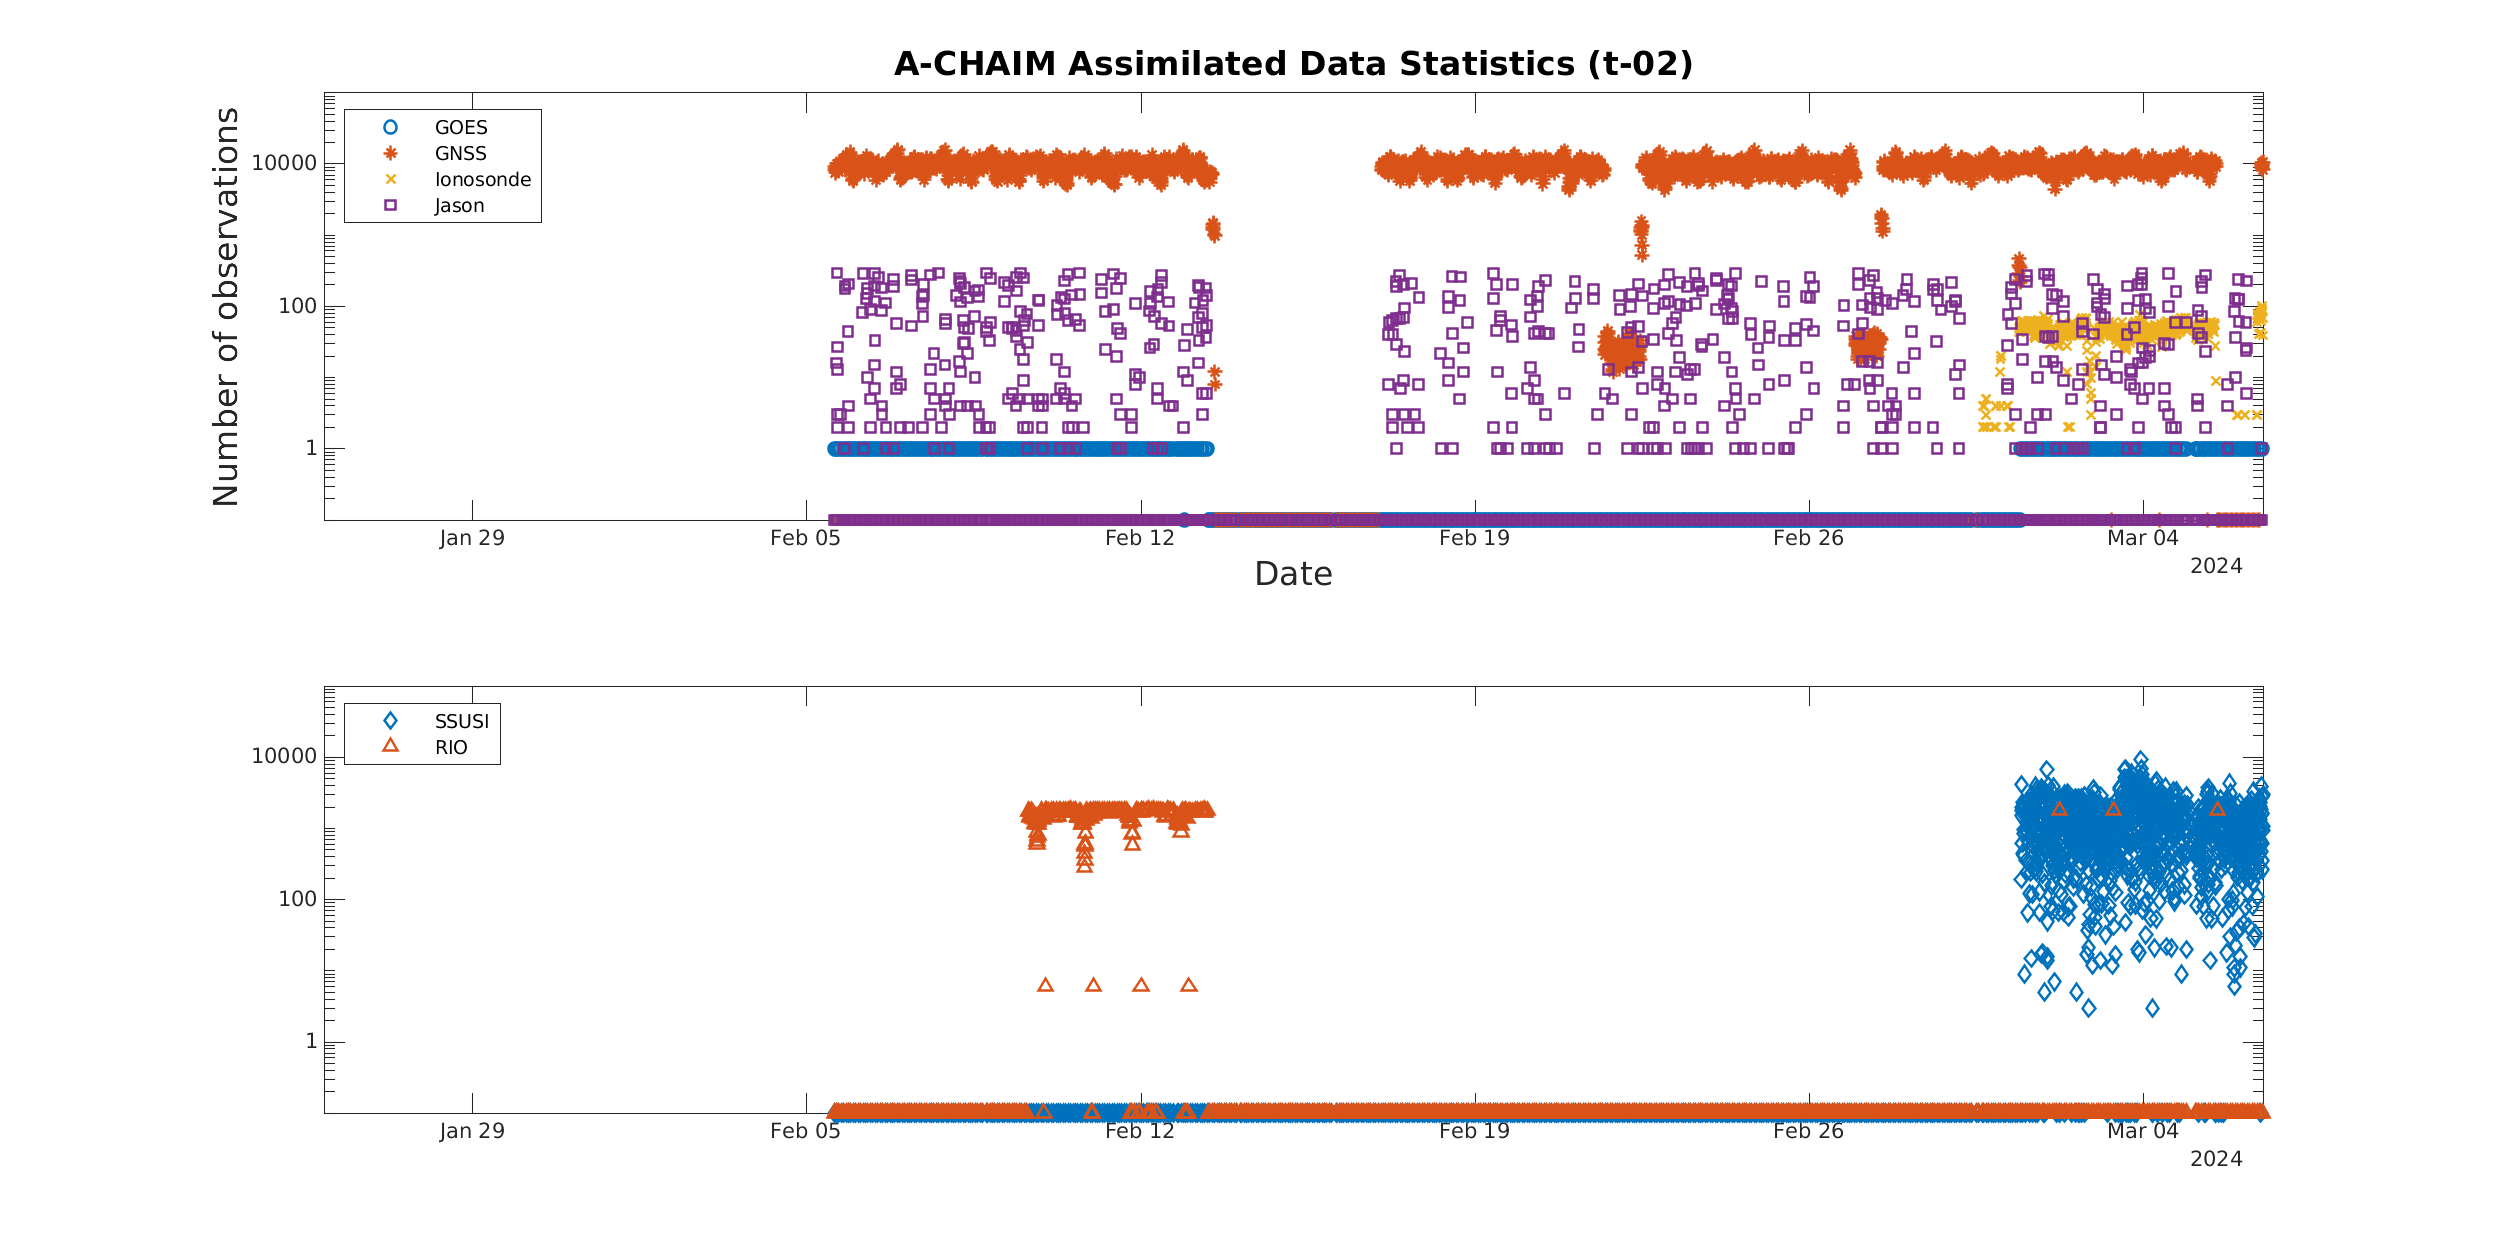 A-CHAIM Assimilated Data Statistics (t-02)
Number of observations
10000
100
1
GOES
GNSS
Ionosonde
Jason
Jan 29
Feb 05
Feb 12
Feb 19
Feb 26
Mar 04
2024
Date
10000
100
1
SSUSI
RIO
Jan 29
Feb 05
Feb 12
Feb 19
Feb 26
Mar 04
2024